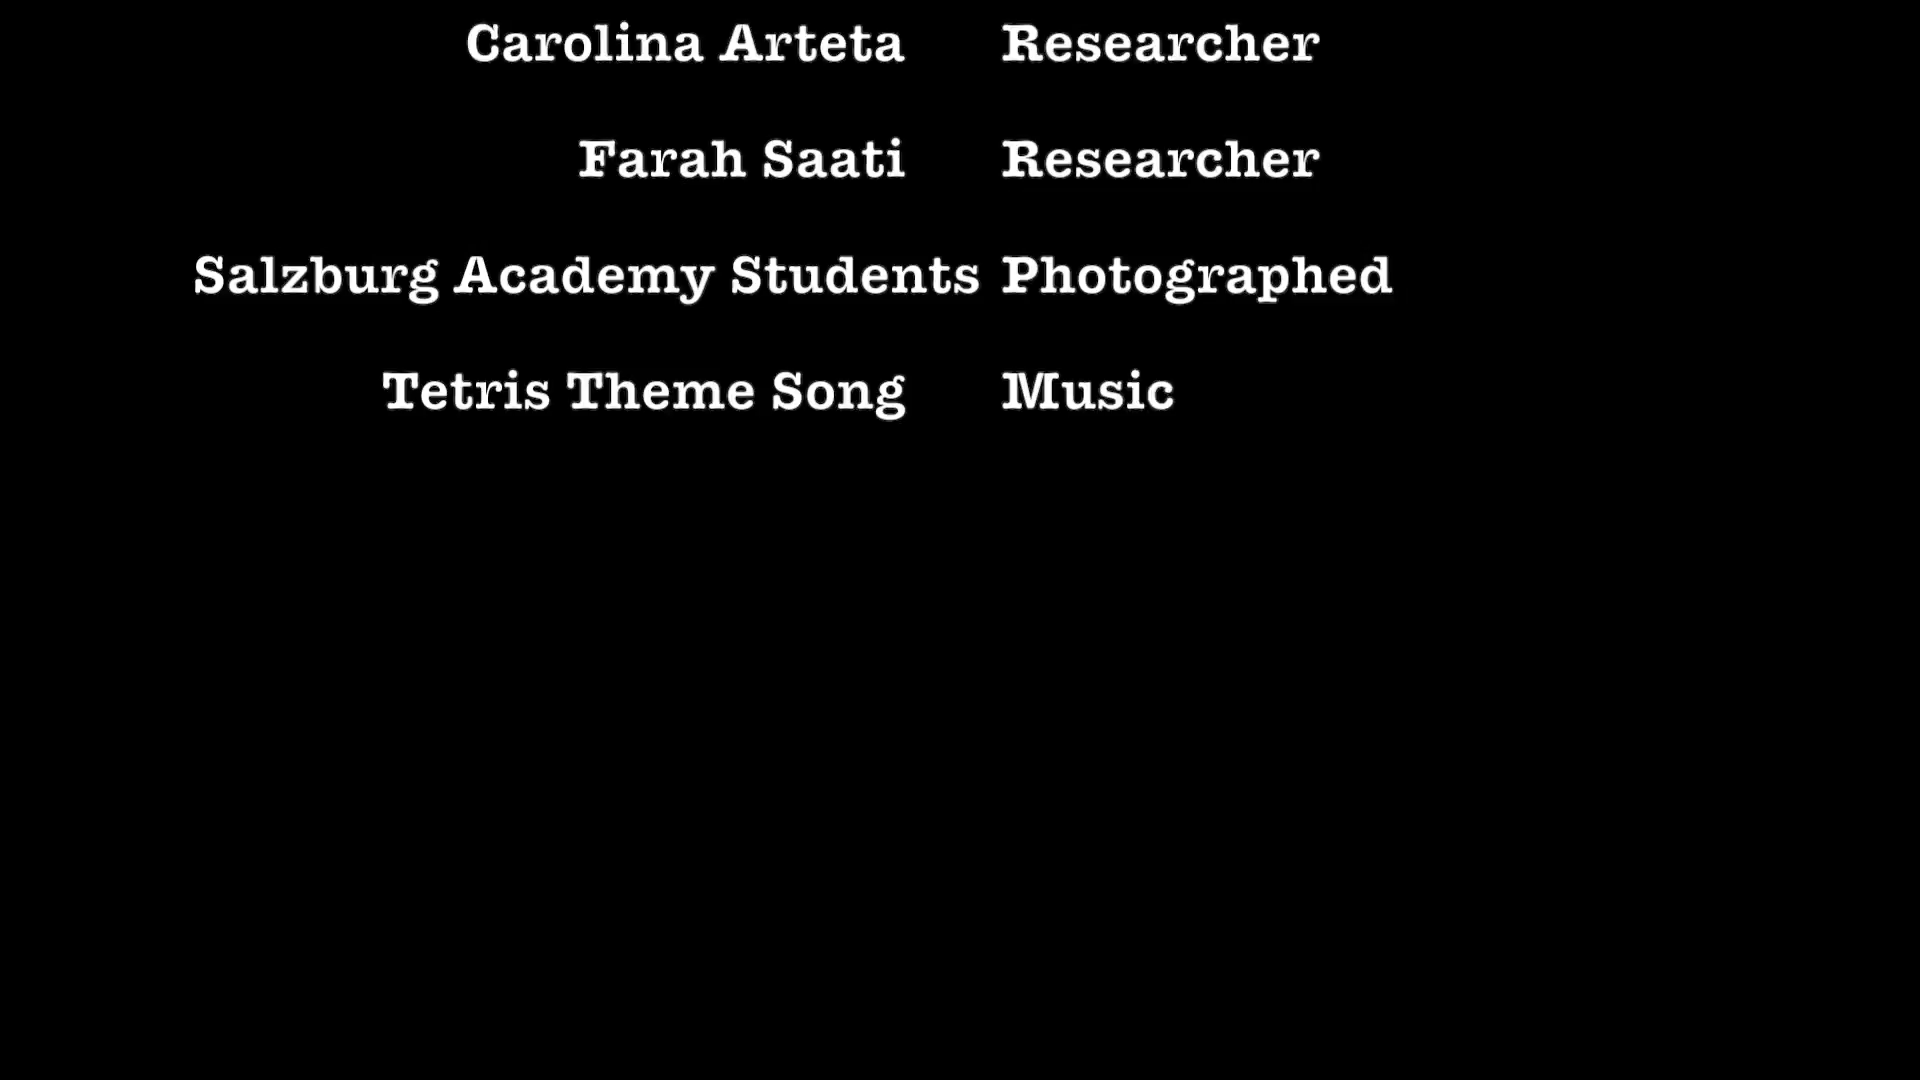 Carolina Arteta Researcher
Farah Saati Researcher
Salzburg Academy Students Photographed
Tetris Theme Song Music